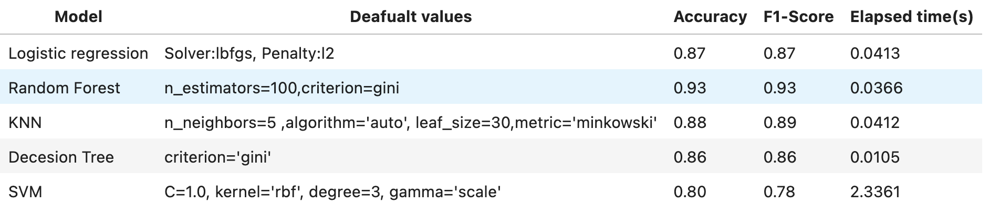 Model Deafualt values Accuracy F1-Score Elapsed time(s)
Logistic regression Solver:lbfgs, Penalty:l2 0.87 0.87 0.0413
Random Forest n_estimators=100,criterion=gini 0.93 0.93 0.0366
KNN n_neighbors=5 ,algorithm='auto', leaf_size=30,metric='minkowski' 0.88 0.89 0.0412
Decesion Tree criterion='gini' 0.86 0.86 0.0105
SVM C=1.0, kernel='rbf', degree=3, gamma='scale' 0.80 0.78 2.3361